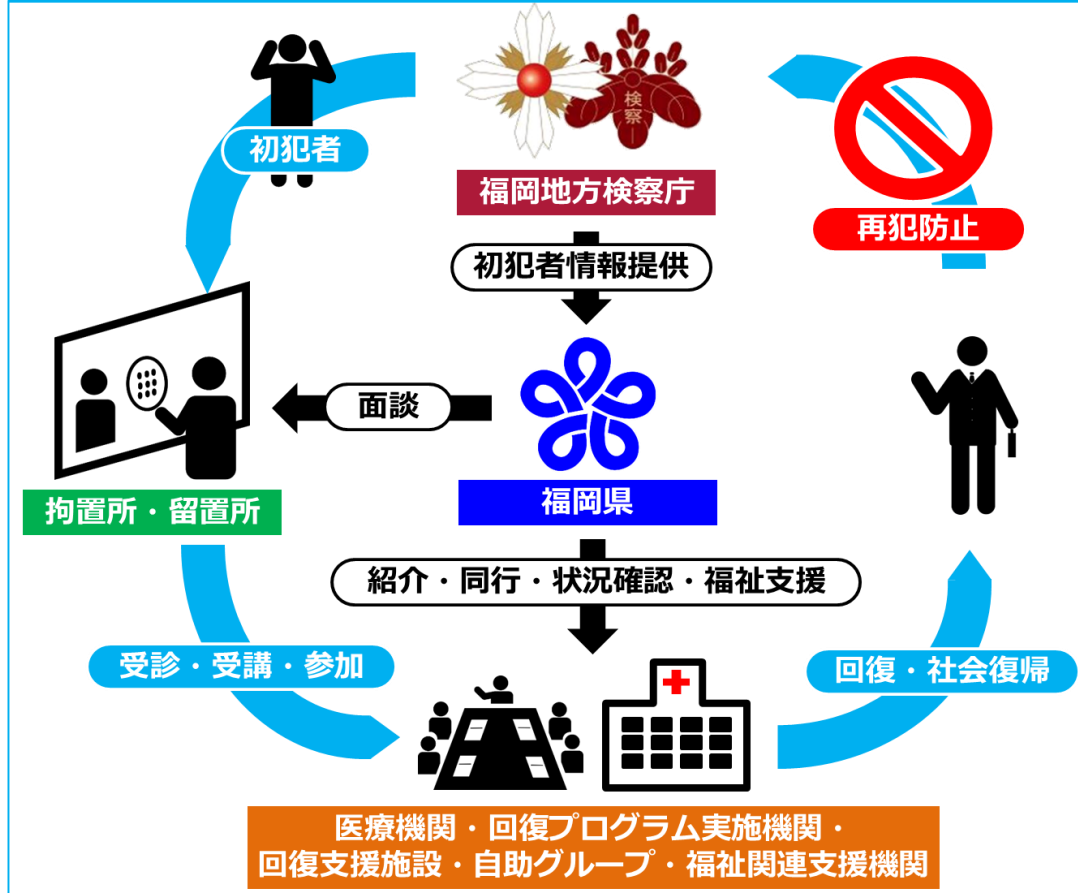 検察
初犯者
福岡地方検察庁
再犯防止
初犯者情報提供
面談
拘置所・留置所
福岡県
紹介・同行・状況確認・福祉支援
受診・受講・参加
回復・社会復帰
医療機関・回復プログラム実施機関・
回復支援施設・自助グループ・福祉関連支援機関